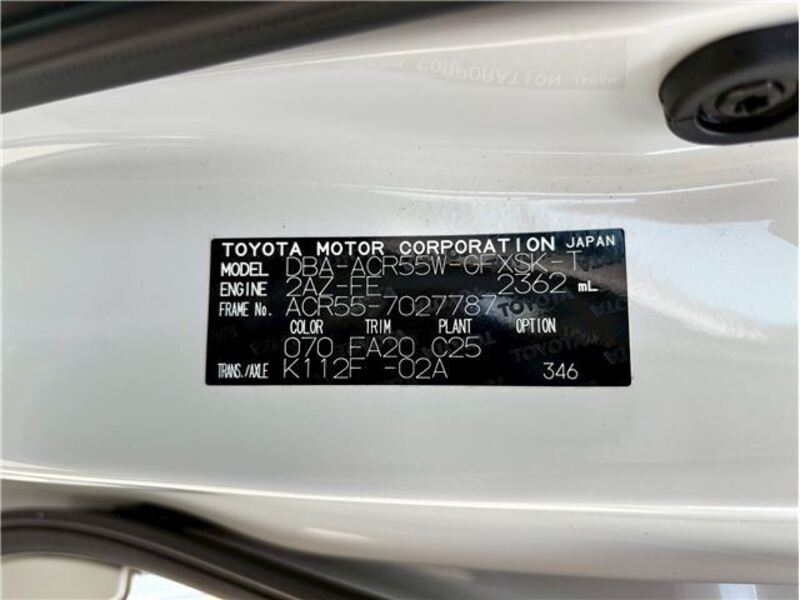 TOYOTA MOTOR CORPORATION JAPAN
MODEL DBA-ACR55W-GFXSK-T
ENGINE 2AZ-FE 2362 mL
FRAME No. ACR55-7027787
COLOR TRIM PLANT OPTION
070 FA20 C25
TRANS./AXLE K112F -02A 346